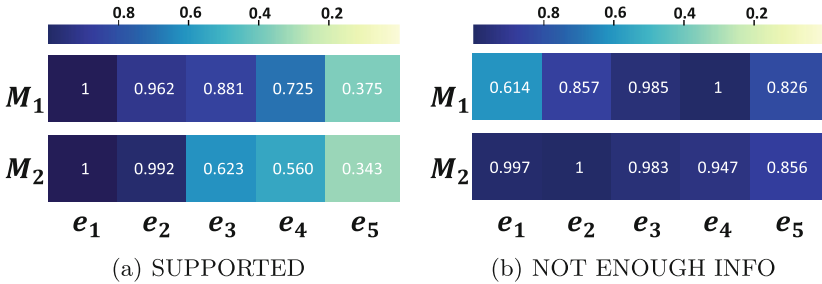 0.8 0.6 0.4 0.2
M1 1 0.962 0.881 0.725 0.375
M2 1 0.992 0.623 0.560 0.343
e1 e2 e3 e4 e5
(a) SUPPORTED
0.8 0.6 0.4 0.2
M1 0.614 0.857 0.985 1 0.826
M2 0.997 1 0.983 0.947 0.856
e1 e2 e3 e4 e5
(b) NOT ENOUGH INFO